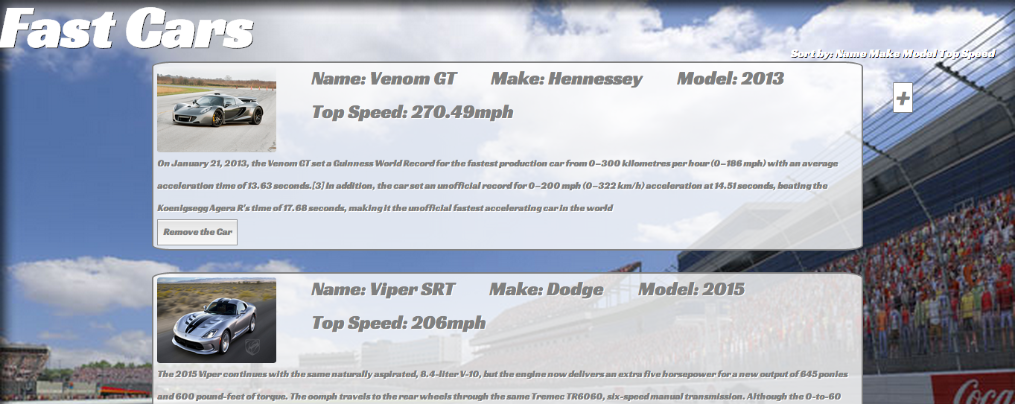 Fast Cars
Sort by: Name Make Model Top Speed
Name: Venom GT Make: Hennessey Model: 2013
+
Top Speed: 270.49mph
On January 21, 2013, the Venom GT set a Guinness World Record for the fastest production car from 0–300 kilometres per hour (0–186 mph) with an average
acceleration time of 13.63 seconds.[3] In addition, the car set an unofficial record for 0–200 mph (0–322 km/h) acceleration at 14.51 seconds, beating the
Koenigsegg Agera R's time of 17.68 seconds, making it the unofficial fastest accelerating car in the world
Remove the Car
Name: Viper SRT Make: Dodge Model: 2015
Top Speed: 206mph
The 2015 Viper continues with the same naturally aspirated, 8.4-liter V-10, but the engine now delivers an extra five horsepower for a new output of 645 ponies
and 600 pound-feet of torque. The oomph travels to the rear wheels through the same Tremec TR6060, six-speed manual transmission. Although the 0-to-60
Coca